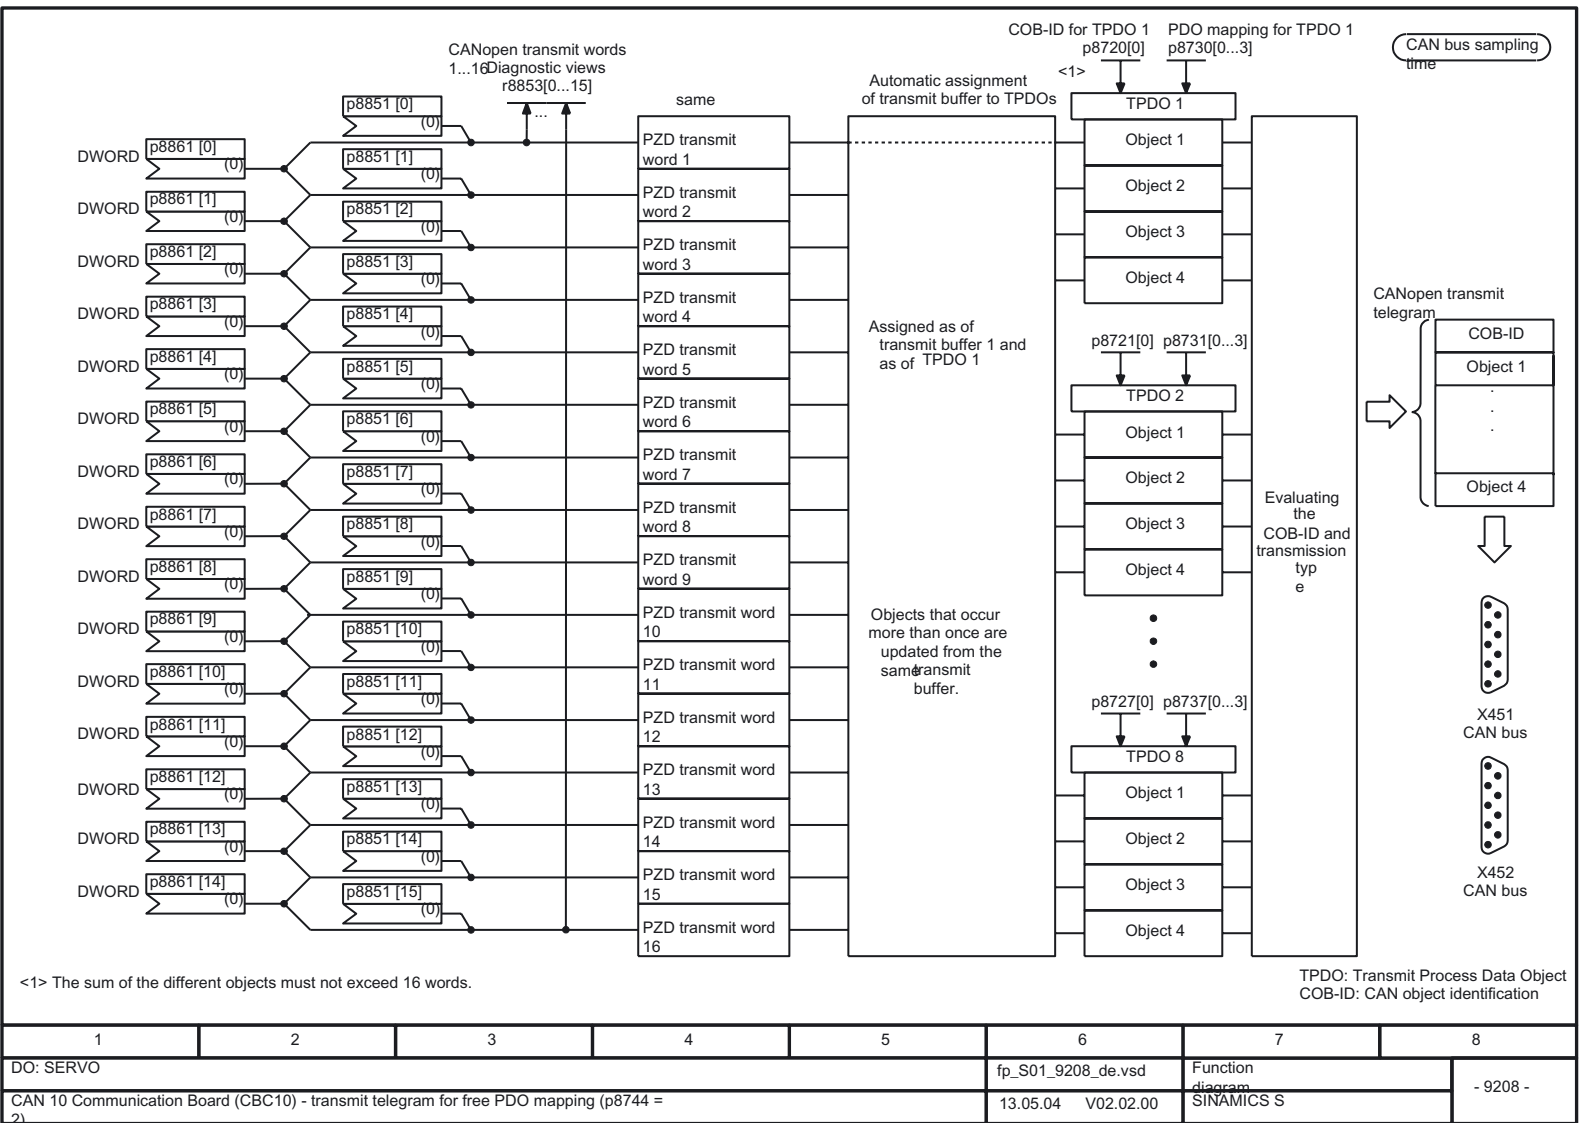 COB-ID for TPDO 1
p8720[0]
PDO mapping for TPDO 1
p8730[0...3]
CAN bus sampling
time
CANopen transmit words
1...16
Diagnostic views
r8853[0...15]
...
same
Automatic assignment
of transmit buffer to TPDOs
<1>
DWORD
p8861 [0]
(0)
DWORD
p8861 [1]
(0)
DWORD
p8861 [2]
(0)
DWORD
p8861 [3]
(0)
DWORD
p8861 [4]
(0)
DWORD
p8861 [5]
(0)
DWORD
p8861 [6]
(0)
DWORD
p8861 [7]
(0)
DWORD
p8861 [8]
(0)
DWORD
p8861 [9]
(0)
DWORD
p8861 [10]
(0)
DWORD
p8861 [11]
(0)
DWORD
p8861 [12]
(0)
DWORD
p8861 [13]
(0)
DWORD
p8861 [14]
(0)
p8851 [0]
(0)
p8851 [1]
(0)
p8851 [2]
(0)
p8851 [3]
(0)
p8851 [4]
(0)
p8851 [5]
(0)
p8851 [6]
(0)
p8851 [7]
(0)
p8851 [8]
(0)
p8851 [9]
(0)
p8851 [10]
(0)
p8851 [11]
(0)
p8851 [12]
(0)
p8851 [13]
(0)
p8851 [14]
(0)
p8851 [15]
(0)
PZD transmit
word 1
PZD transmit
word 2
PZD transmit
word 3
PZD transmit
word 4
PZD transmit
word 5
PZD transmit
word 6
PZD transmit
word 7
PZD transmit
word 8
PZD transmit
word 9
PZD transmit word
10
PZD transmit word
11
PZD transmit word
12
PZD transmit word
13
PZD transmit word
14
PZD transmit word
15
PZD transmit word
16
Assigned as of
transmit buffer 1 and
as of TPDO 1
Objects that occur
more than once are
updated from the
same transmit
buffer.
TPDO 1
Object 1
Object 2
Object 3
Object 4
p8721[0] p8731[0...3]
TPDO 2
Object 1
Object 2
Object 3
Object 4
p8727[0] p8737[0...3]
TPDO 8
Object 1
Object 2
Object 3
Object 4
Evaluating
the
COB-ID and
transmission
typ
e
CANopen transmit
telegram
COB-ID
Object 1
.
.
.
Object 4
X451
CAN bus
X452
CAN bus
<1> The sum of the different objects must not exceed 16 words.
TPDO: Transmit Process Data Object
COB-ID: CAN object identification
1 2 3 4 5 6 7 8
DO: SERVO
fp_S01_9208_de.vsd
Function
diagram
- 9208 -
CAN 10 Communication Board (CBC10) - transmit telegram for free PDO mapping (p8744 =
2)
13.05.04 V02.02.00
SINAMICS S